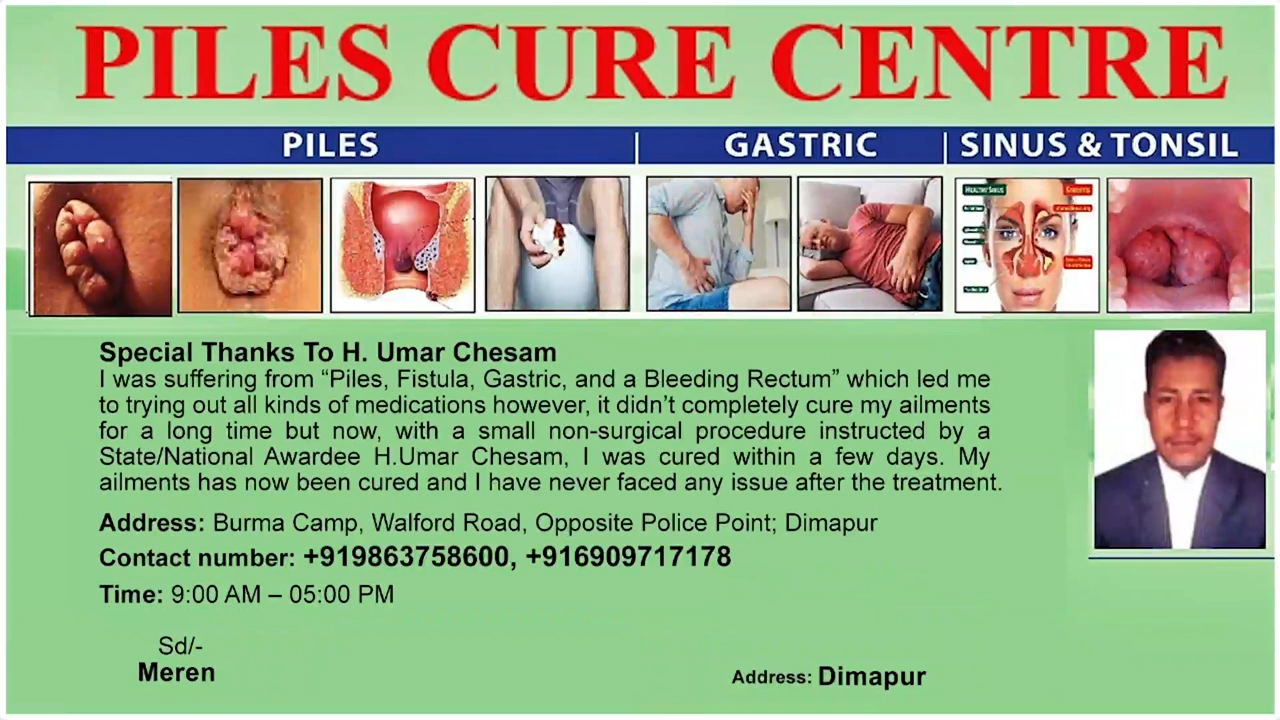 PILES CURE CENTRE
PILES | GASTRIC | SINUS & TONSIL
HEALTHY SINUS
SINUSITIS
Special Thanks To H. Umar Chesam
I was suffering from “Piles, Fistula, Gastric, and a Bleeding Rectum” which led me
to trying out all kinds of medications however, it didn’t completely cure my ailments
for a long time but now, with a small non-surgical procedure instructed by a
State/National Awardee H.Umar Chesam, I was cured within a few days. My
ailments has now been cured and I have never faced any issue after the treatment.
Address: Burma Camp, Walford Road, Opposite Police Point; Dimapur
Contact number: +919863758600, +916909717178
Time: 9:00 AM – 05:00 PM
Sd/-
Meren
Address: Dimapur